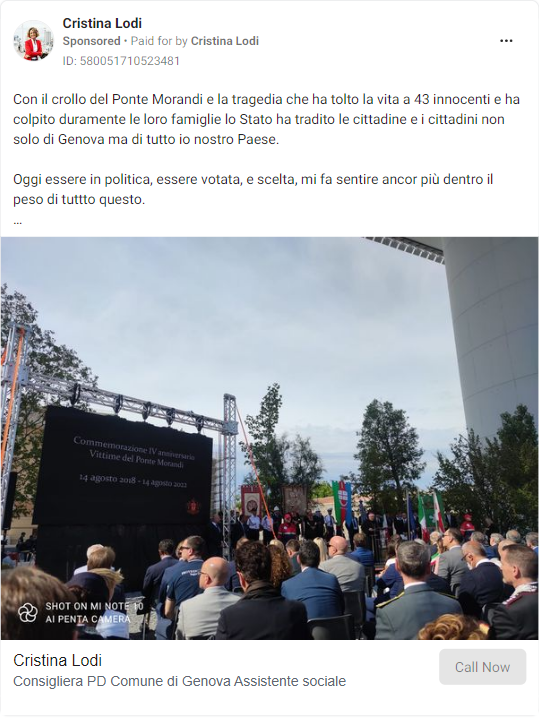 Cristina Lodi
Sponsored • Paid for by Cristina Lodi
ID: 580051710523481
Con il crollo del Ponte Morandi e la tragedia che ha tolto la vita a 43 innocenti e ha
colpito duramente le loro famiglie lo Stato ha tradito le cittadine e i cittadini non
solo di Genova ma di tutto io nostro Paese.
Oggi essere in politica, essere votata, e scelta, mi fa sentire ancor più dentro il
peso di tuttto questo.
...
Commemorazione IV anniversario
Vittime del Ponte Morandi
14 agosto 2018 - 14 agosto 2022
SHOT ON MI NOTE 10
AI PENTA CAMERA
Cristina Lodi
Consigliera PD Comune di Genova Assistente sociale
Call Now